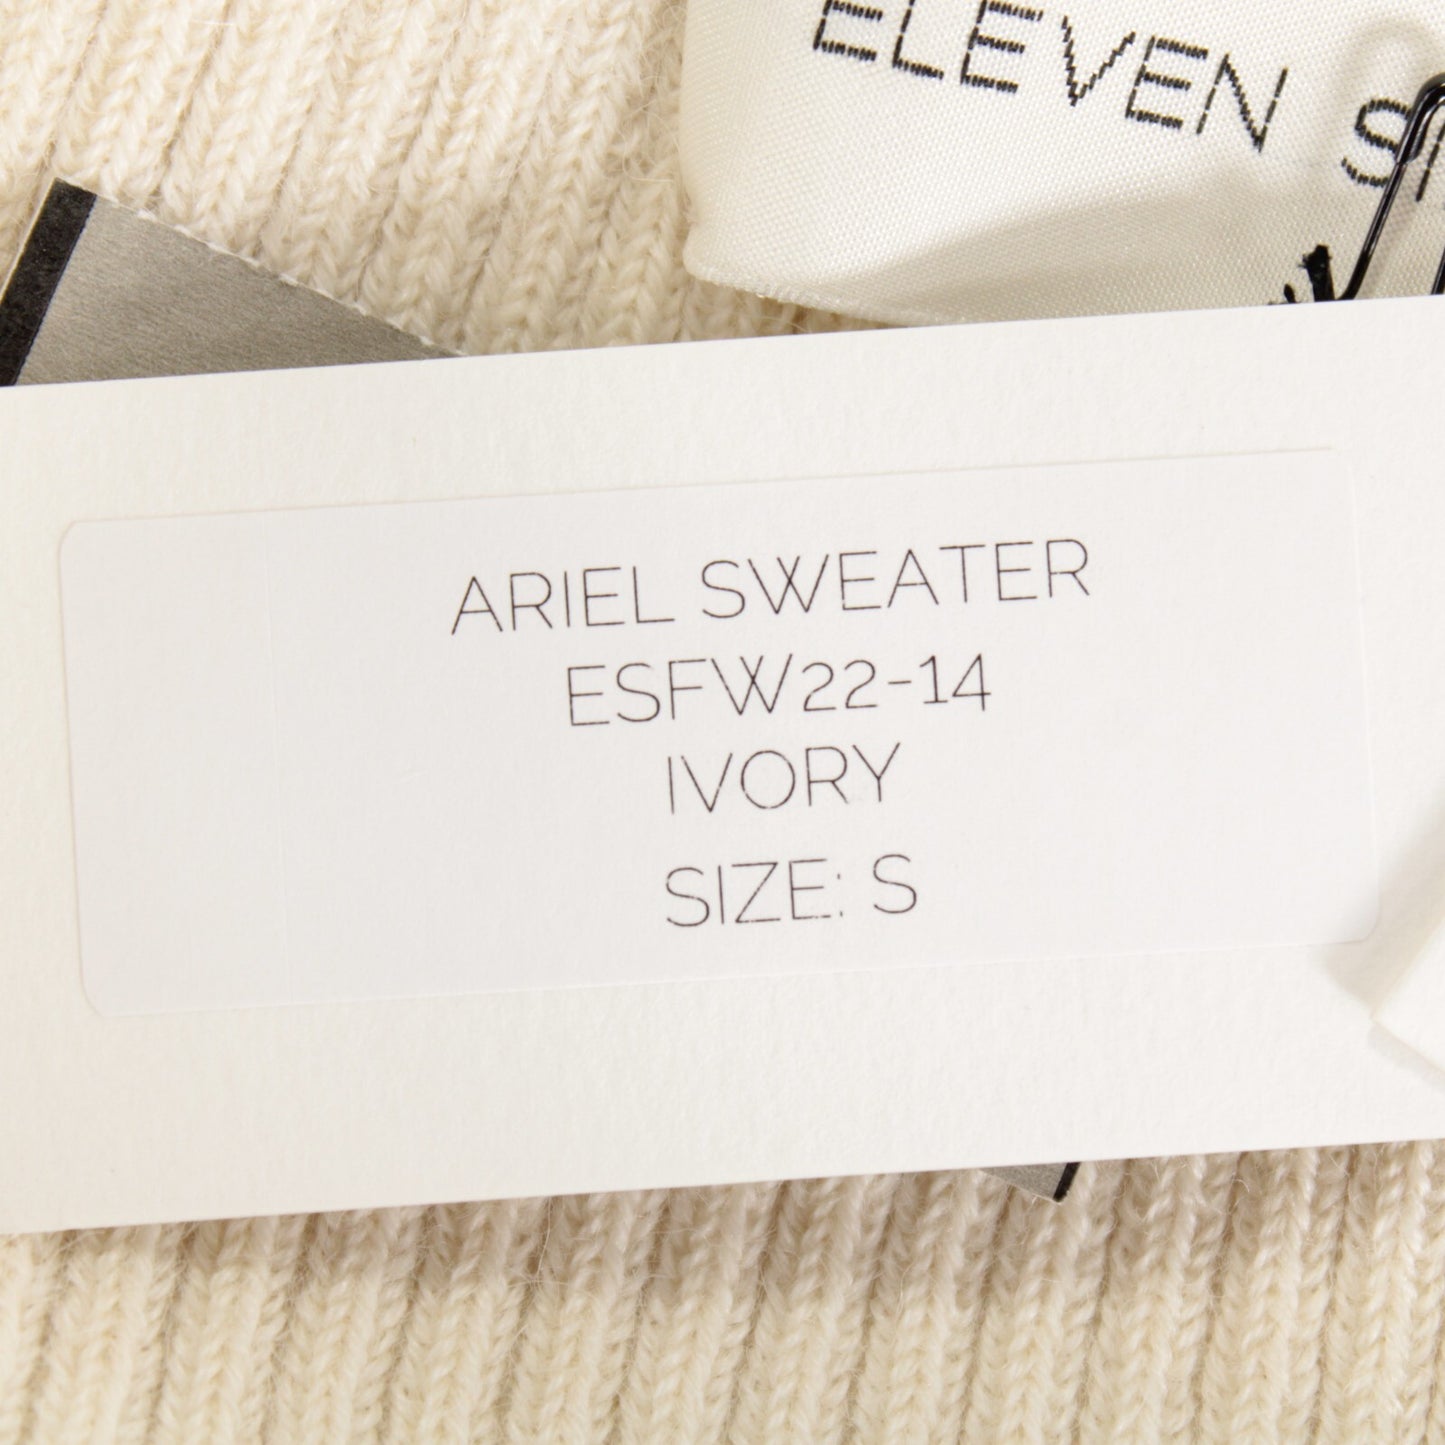 ELEVEN
ARIEL SWEATER
ESFW22-14
IVORY
SIZE: S